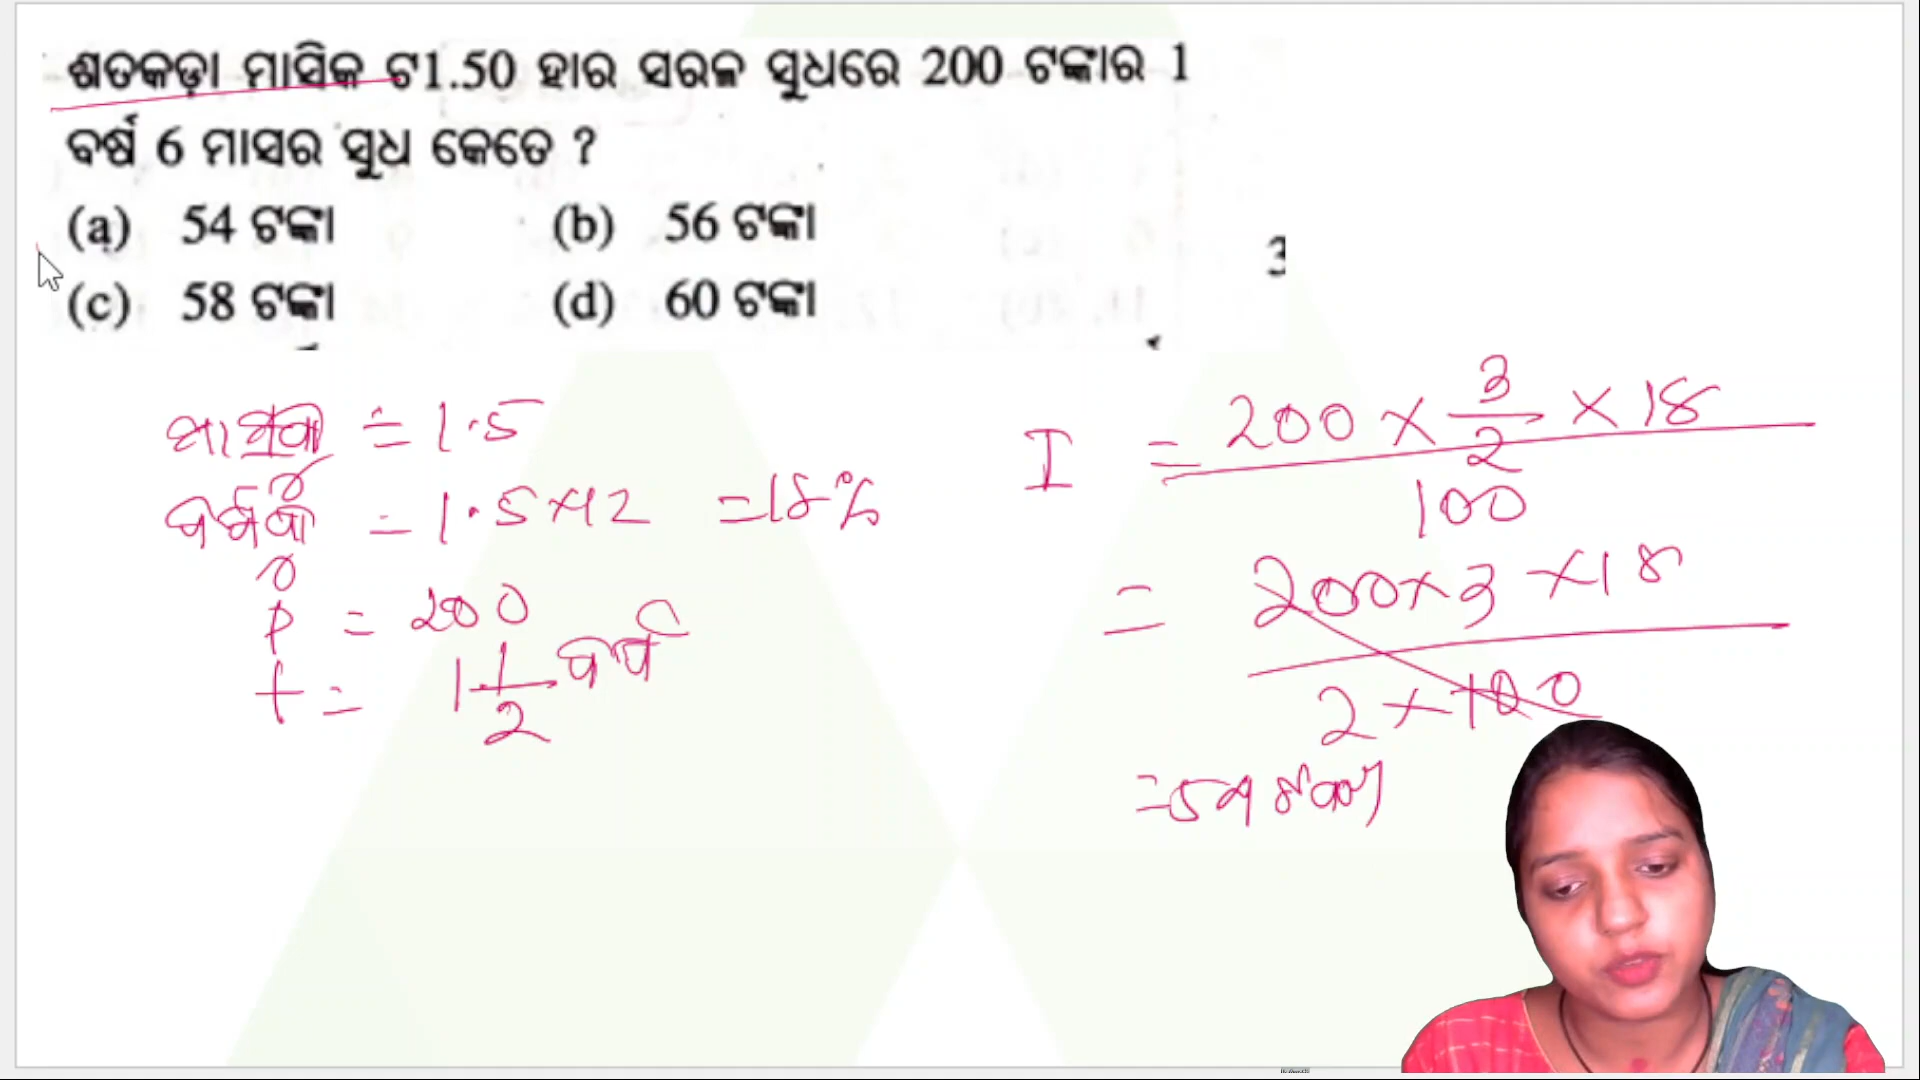 ଶତକଡ଼ା ମାସିକ ଟ1.50 ହାର ସରଳ ସୁଧରେ 200 ଟଙ୍କାର 1
ବର୍ଷ 6 ମାସର ସୁଧ କେତେ ?
(a) 54 ଟଙ୍କା (b) 56 ଟଙ୍କା
(c) 58 ଟଙ୍କା (d) 60 ଟଙ୍କା
3
= 1.5
= 1.5×12 = 18%
P = 200
t = 1 1/2 ବର୍ଷ
I = 200 × 3/2 × 18
100
= 200×3×18
2×100